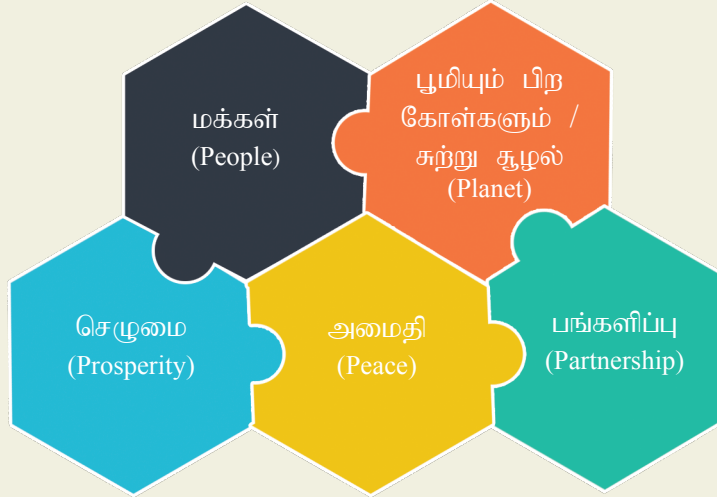 மக்கள்
(People)
பூமியும் பிற
கோள்களும் /
சுற்று சூழல்
(Planet)
செழுமை
(Prosperity)
அமைதி
(Peace)
பங்களிப்பு
(Partnership)